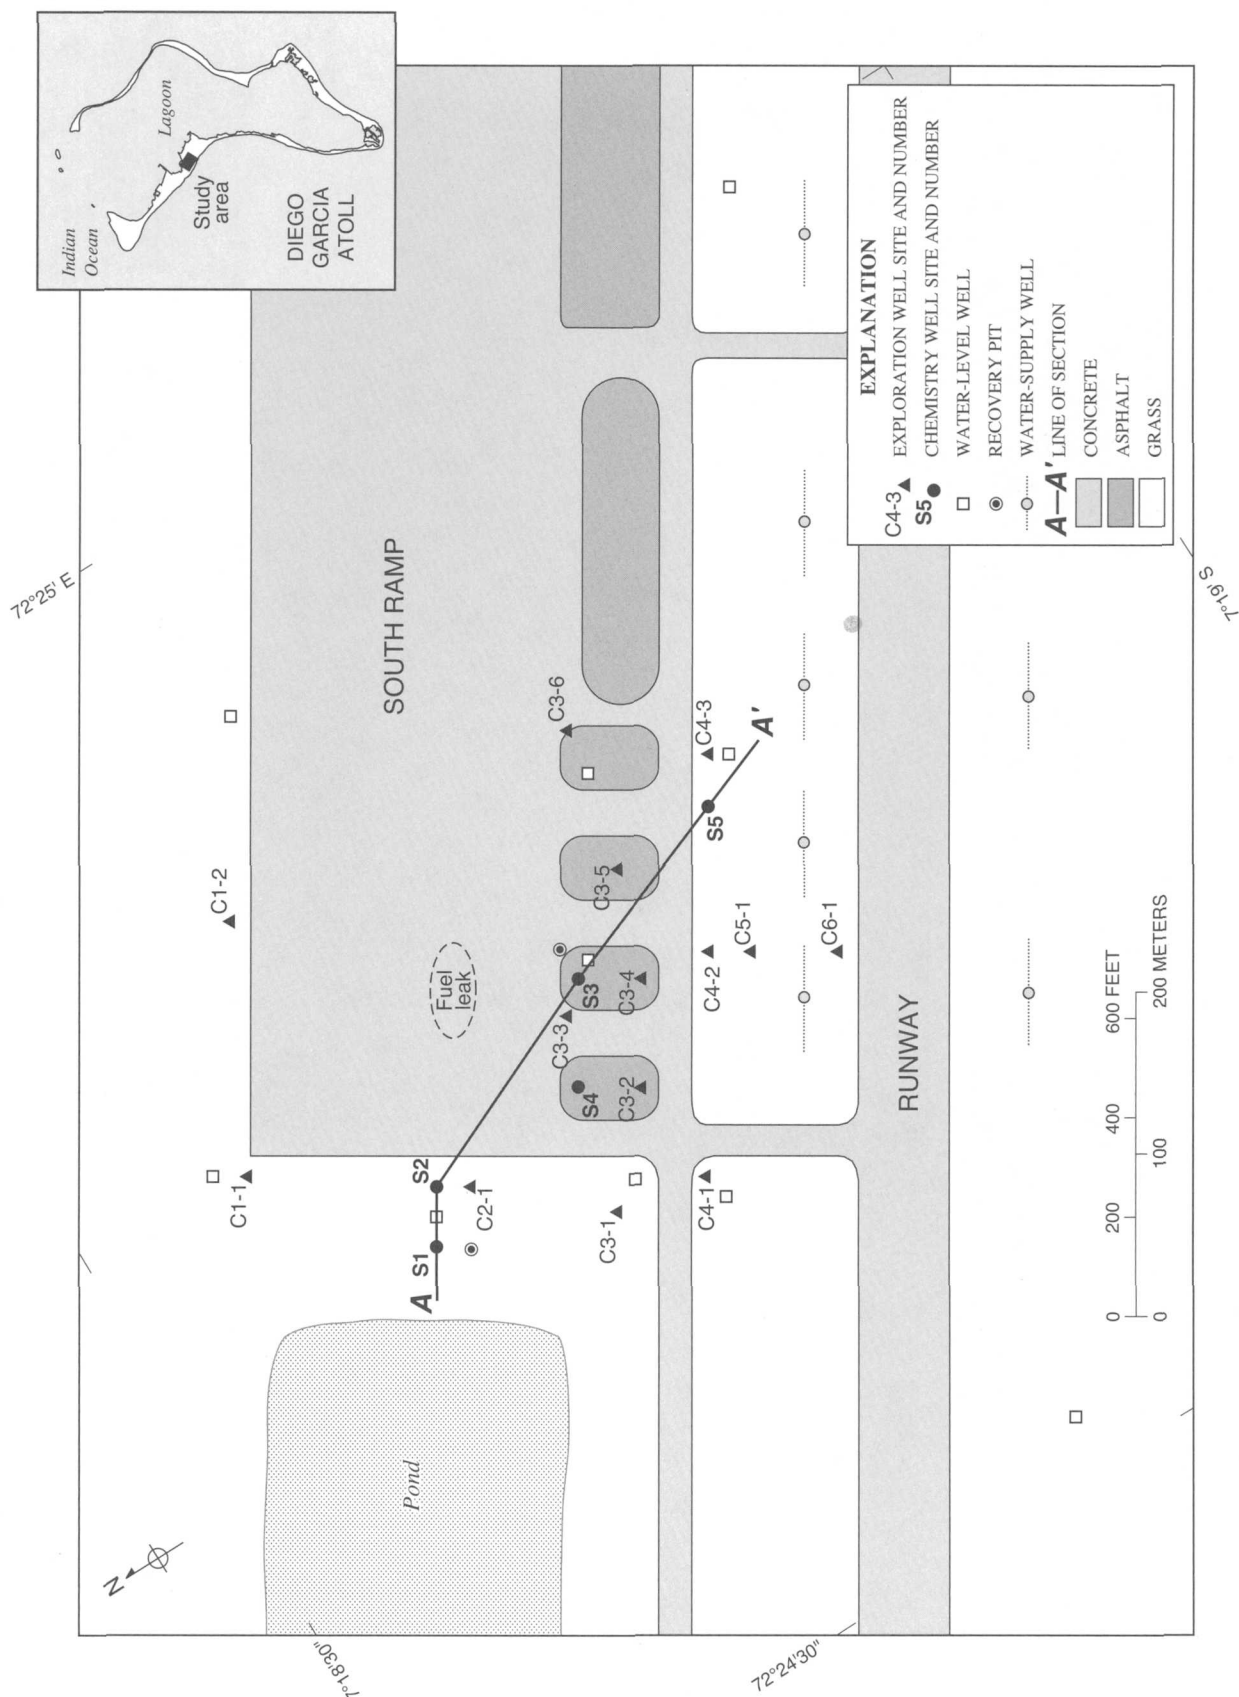 Indian
Ocean
Lagoon
Study
area
DIEGO
GARCIA
ATOLL
72°25' E
7°19' S
7°18'30"
72°24'30"
N
Pond
SOUTH RAMP
RUNWAY
Fuel
leak
C1-1
C1-2
A
S1
S2
C2-1
C3-1
S4
C3-2
C3-3
S3
C3-4
C3-5
C3-6
C4-1
C4-2
S5
C4-3
A'
C5-1
C6-1
0 200 400 600 FEET
0 100 200 METERS
EXPLANATION
C4-3 EXPLORATION WELL SITE AND NUMBER
S5 CHEMISTRY WELL SITE AND NUMBER
WATER-LEVEL WELL
RECOVERY PIT
WATER-SUPPLY WELL
A—A' LINE OF SECTION
CONCRETE
ASPHALT
GRASS